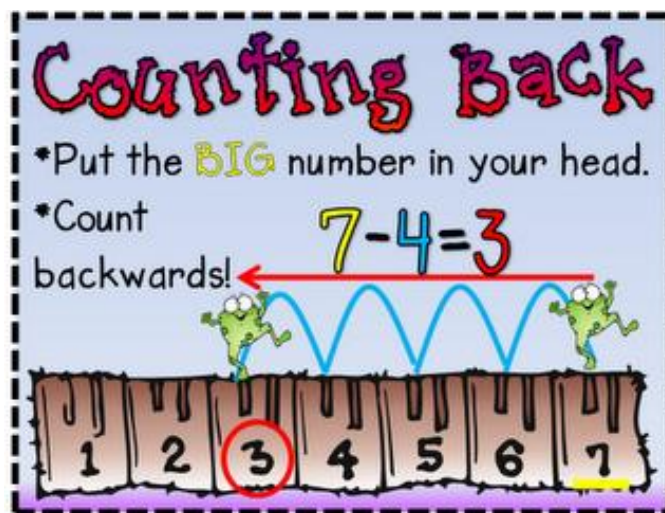 Counting Back
*Put the BIG number in your head.
*Count
7-4=3
backwards!
1 2 3 4 5 6 7